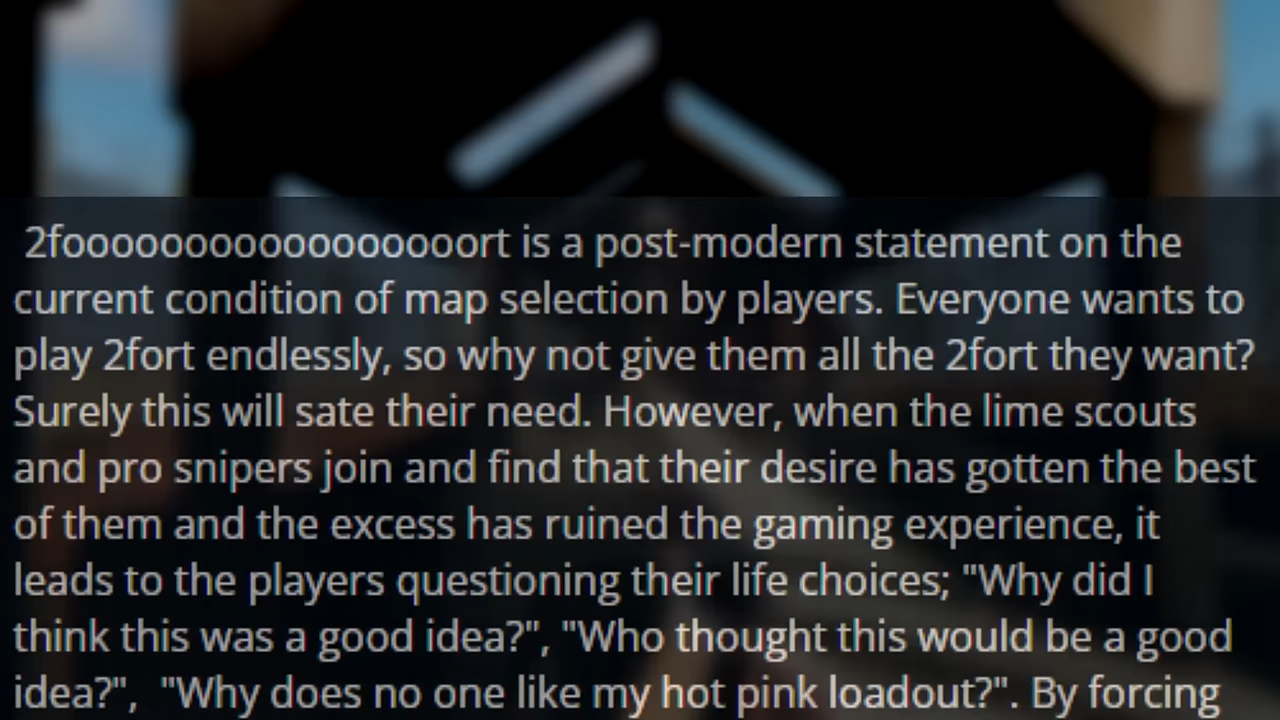 2foooooooooooooooooort is a post-modern statement on the
current condition of map selection by players. Everyone wants to
play 2fort endlessly, so why not give them all the 2fort they want?
Surely this will sate their need. However, when the lime scouts
and pro snipers join and find that their desire has gotten the best
of them and the excess has ruined the gaming experience, it
leads to the players questioning their life choices; "Why did I
think this was a good idea?", "Who thought this would be a good
idea?",  "Why does no one like my hot pink loadout?". By forcing